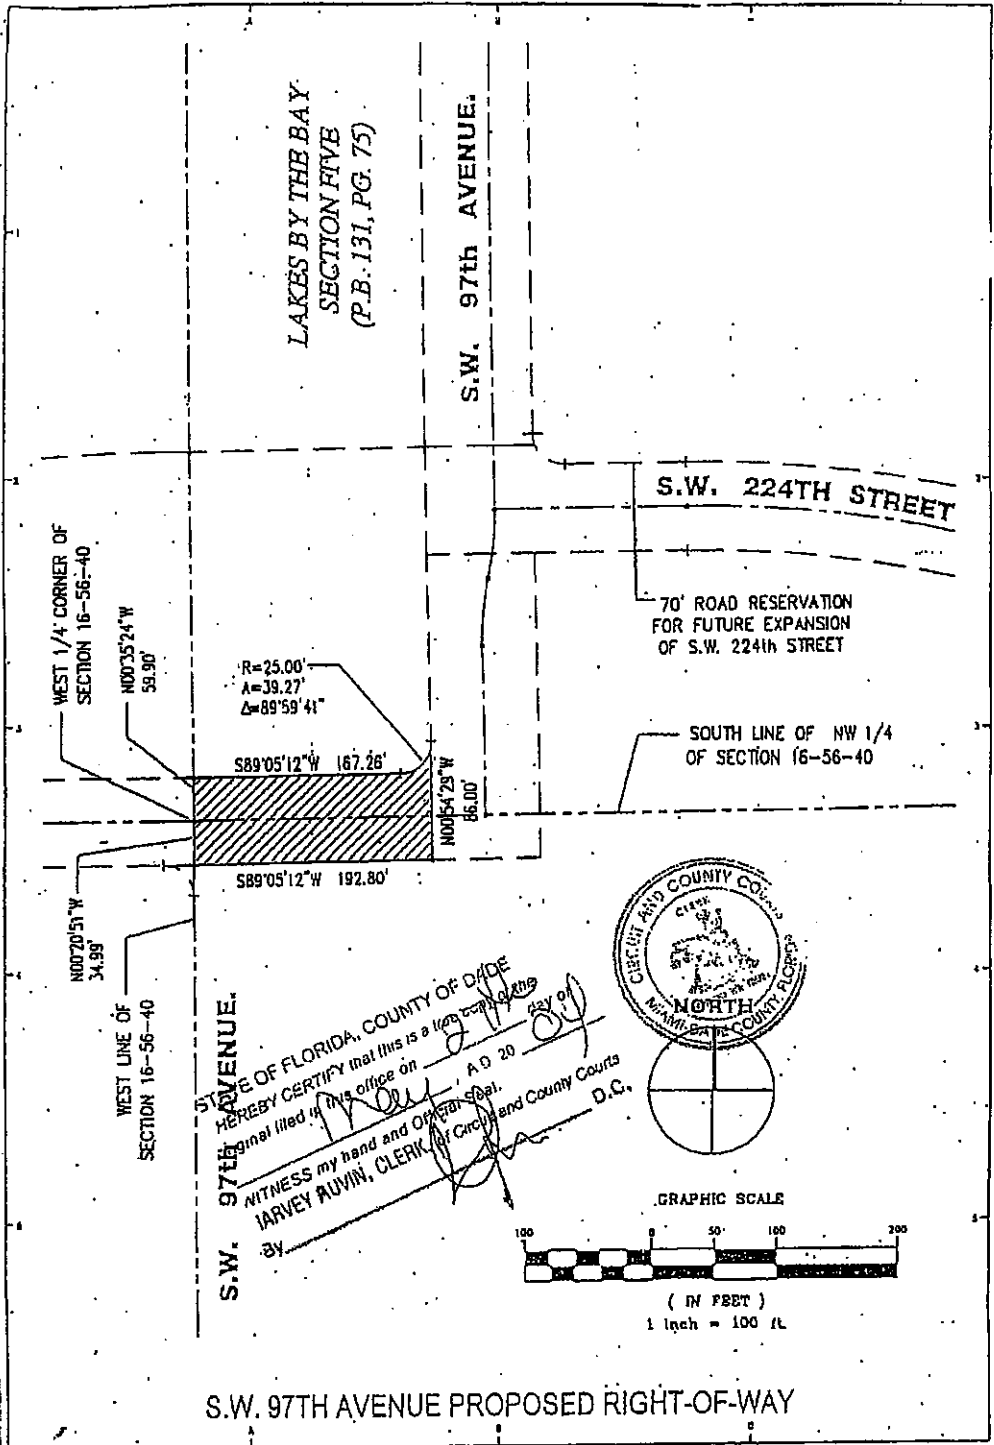 LAKES BY THE BAY
SECTION FIVE
(P.B. 131, PG. 75)
S.W. 97th AVENUE.
S.W. 224TH STREET
WEST 1/4 CORNER OF
SECTION 16-56-40
N00°35'24"W
59.90'
R=25.00'
A=39.27'
Δ=89°59'41"
70' ROAD RESERVATION
FOR FUTURE EXPANSION
OF S.W. 224th STREET
SOUTH LINE OF NW 1/4
OF SECTION 16-56-40
S89°05'12"W 167.26'
N00°54'29"W
86.00'
S89°05'12"W 192.80'
N00°20'51"W
34.99'
WEST LINE OF
SECTION 16-56-40
S.W. 97th AVENUE.
STATE OF FLORIDA, COUNTY OF DADE
HEREBY CERTIFY that this is a true copy of the
original filed in this office on day of
AD 20
WITNESS my hand and Official Seal.
HARVEY RUVIN, CLERK, of Circuit and County Courts
By D.C.
CIRCUIT AND COUNTY COURTS
CLERK
MIAMI-DADE COUNTY, FLORIDA
NORTH
GRAPHIC SCALE
100 0 50 100 200
( IN FEET )
1 inch = 100 ft.
S.W. 97TH AVENUE PROPOSED RIGHT-OF-WAY